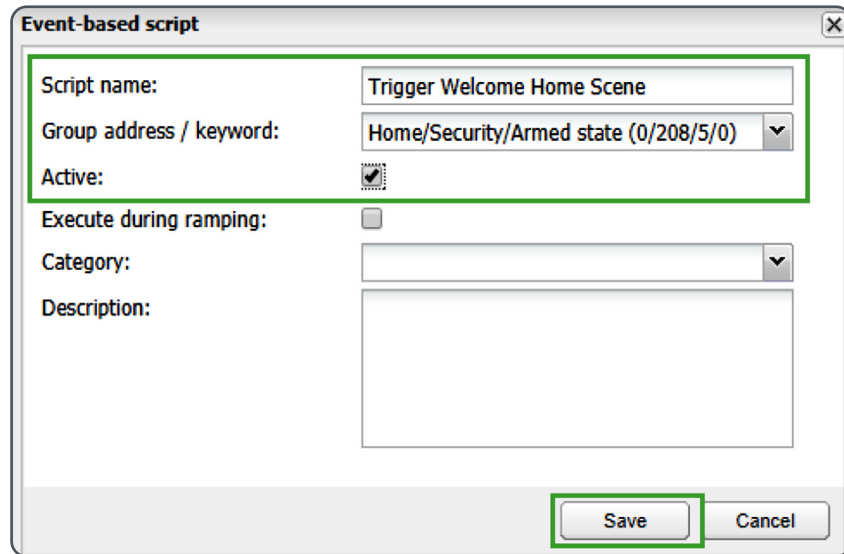 Event-based script
Script name: Trigger Welcome Home Scene
Group address / keyword: Home/Security/Armed state (0/208/5/0)
Active:
Execute during ramping:
Category:
Description:
Save Cancel